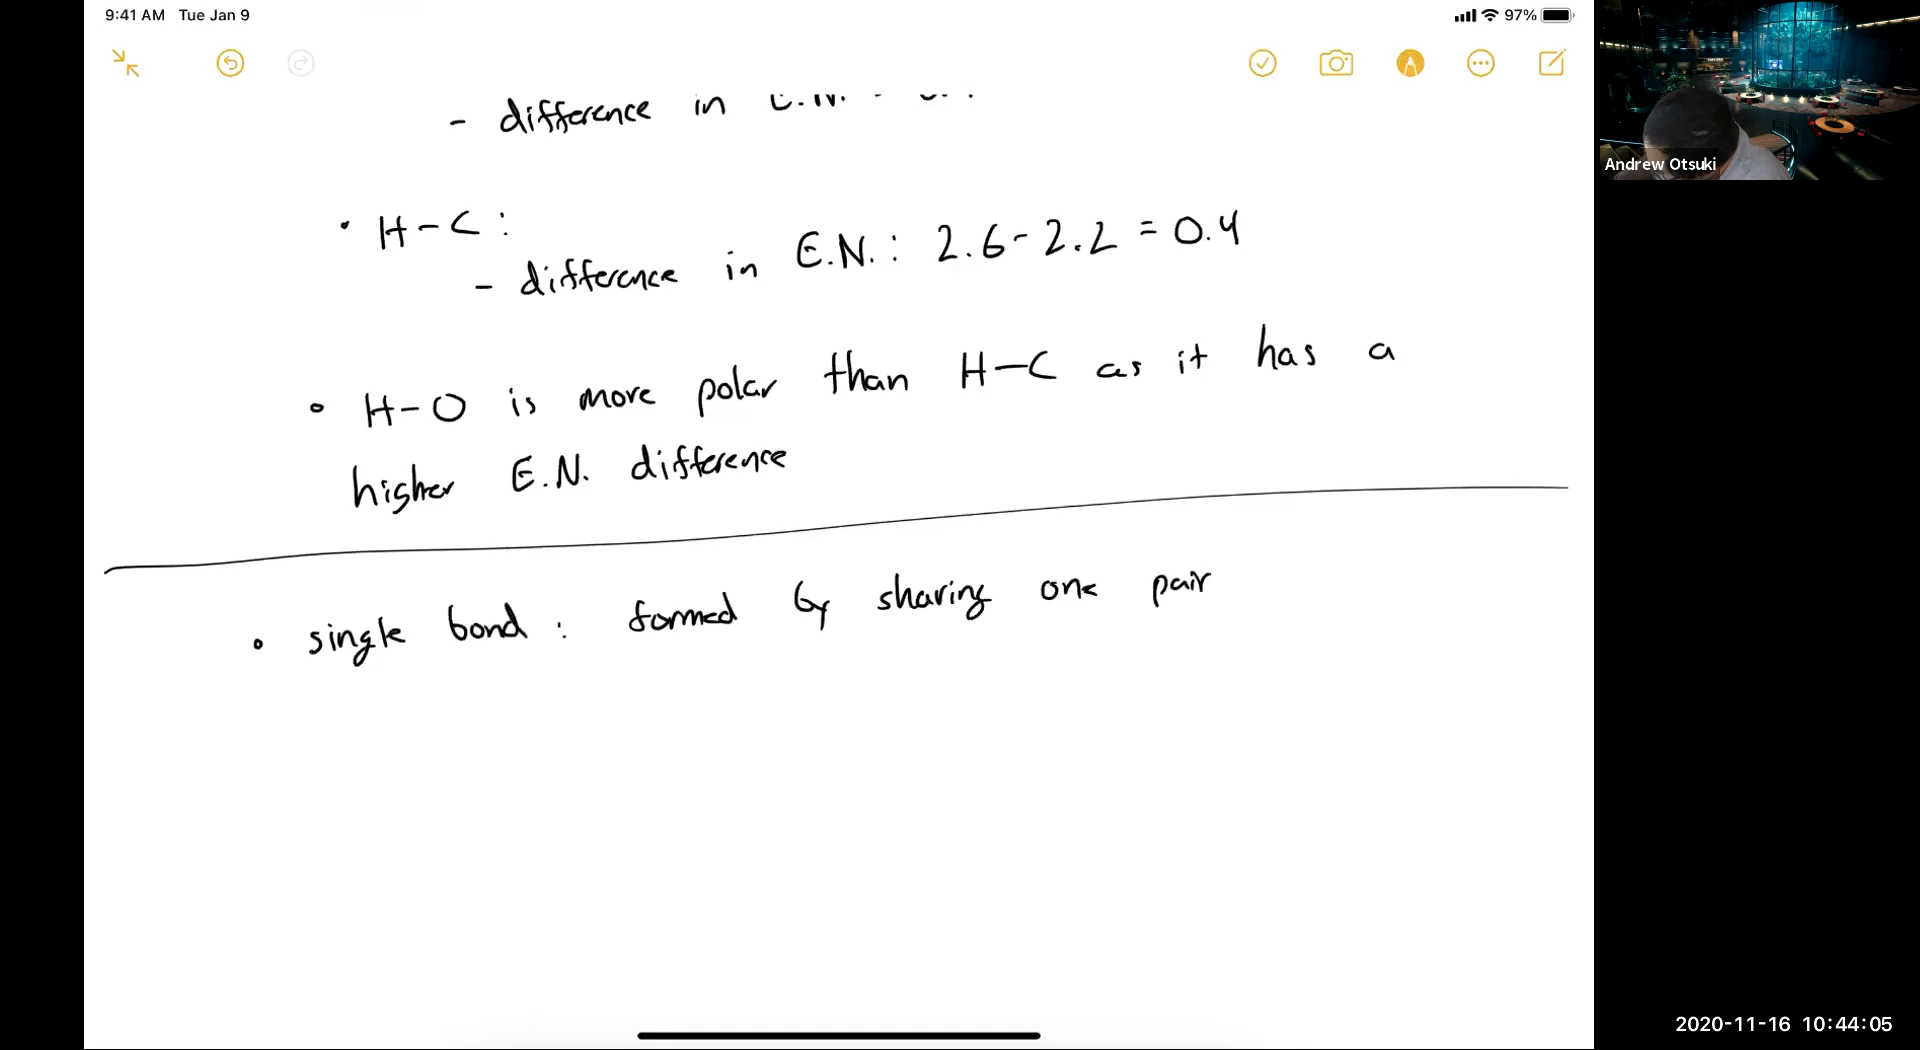 9:41 AM Tue Jan 9
97%
Andrew Otsuki
- difference in E.N.
• H-C:
- difference in E.N.: 2.6-2.2 = 0.4
• H-O is more polar than H-C as it has a
higher E.N. difference
• single bond: formed by sharing one pair
2020-11-16 10:44:05